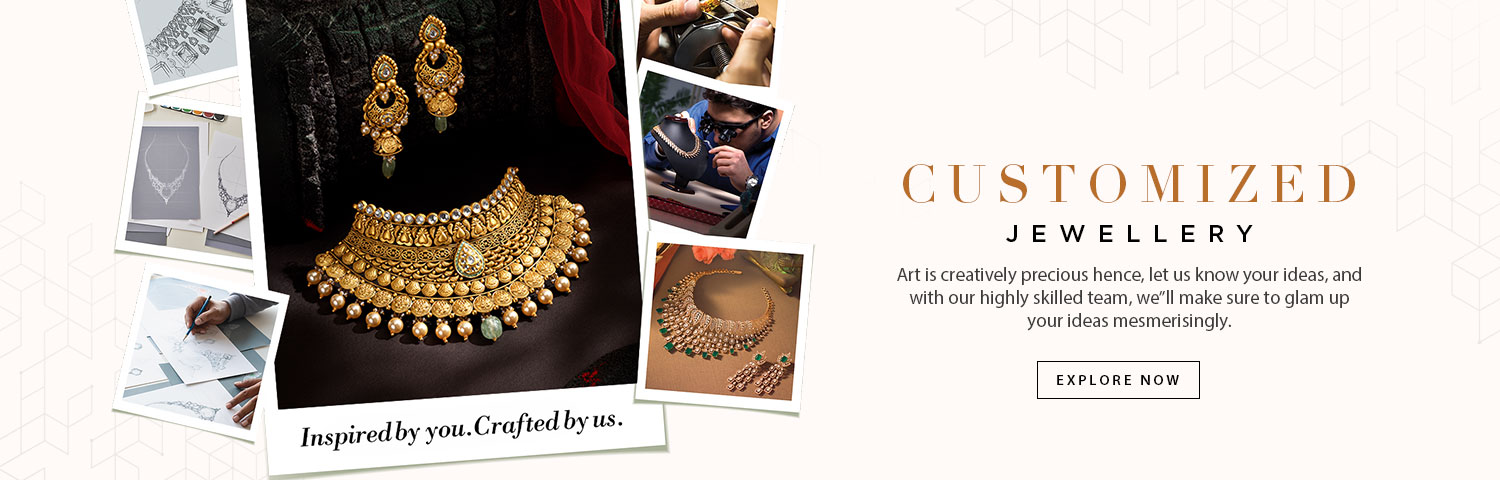 Inspired by you. Crafted by us.
CUSTOMIZED
JEWELLERY
Art is creatively precious hence, let us know your ideas, and
with our highly skilled team, we”ll make sure to glam up
your ideas mesmerisingly.
EXPLORE NOW